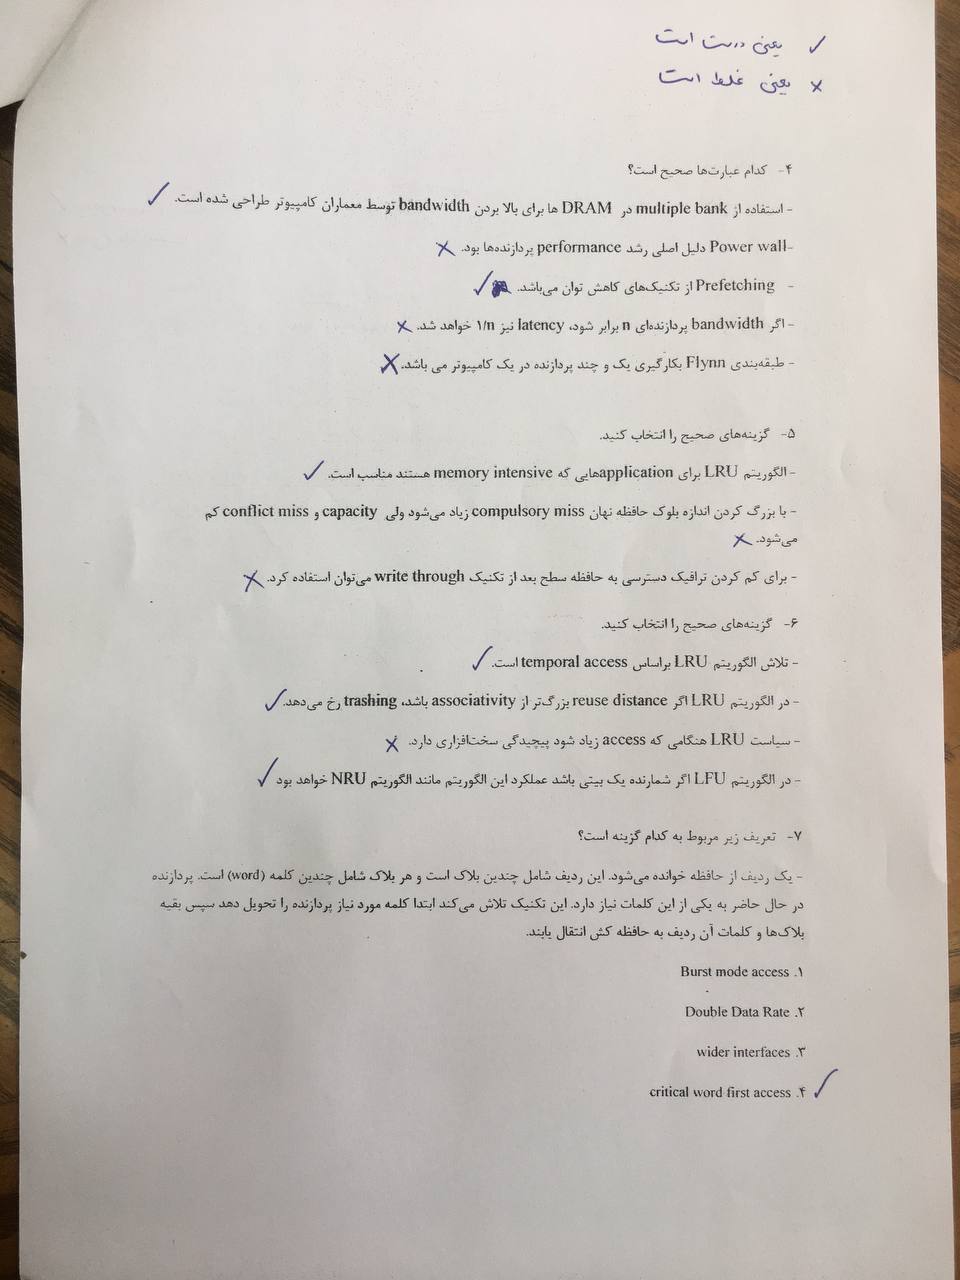 ✓ یعنی درست است
× یعنی غلط است
۴- کدام عبارت‌ها صحیح است؟
- استفاده از multiple bank در DRAM ها برای بالا بردن bandwidth توسط معماران کامپیوتر طراحی شده است. ✓
-Power wall دلیل اصلی رشد performance پردازنده‌ها بود. ×
- Prefetching از تکنیک‌های کاهش توان می‌باشد. ✓
- اگر bandwidth پردازنده‌ای n برابر شود، latency نیز ۱/n خواهد شد. ×
- طبقه‌بندی Flynn بکارگیری یک و چند پردازنده در یک کامپیوتر می باشد. ×
۵- گزینه‌های صحیح را انتخاب کنید.
- الگوریتم LRU برای applicationهایی که memory intensive هستند مناسب است. ✓
- با بزرگ کردن اندازه بلوک حافظه نهان compulsory miss زیاد می‌شود ولی capacity و conflict miss کم
می‌شود. ×
- برای کم کردن ترافیک دسترسی به حافظه سطح بعد از تکنیک write through می‌توان استفاده کرد. ×
۶- گزینه‌های صحیح را انتخاب کنید.
- تلاش الگوریتم LRU براساس temporal access است. ✓
- در الگوریتم LRU اگر reuse distance بزرگ‌تر از associativity باشد، trashing رخ می‌دهد. ✓
- سیاست LRU هنگامی که access زیاد شود پیچیدگی سخت‌افزاری دارد. ×
- در الگوریتم LFU اگر شمارنده یک بیتی باشد عملکرد این الگوریتم مانند الگوریتم NRU خواهد بود ✓
۷- تعریف زیر مربوط به کدام گزینه است؟
- یک ردیف از حافظه خوانده می‌شود. این ردیف شامل چندین بلاک است و هر بلاک شامل چندین کلمه (word) است. پردازنده
در حال حاضر به یکی از این کلمات نیاز دارد. این تکنیک تلاش می‌کند ابتدا کلمه مورد نیاز پردازنده را تحویل دهد سپس بقیه
بلاک‌ها و کلمات آن ردیف به حافظه کش انتقال یابند.
۱. Burst mode access
۲. Double Data Rate
۳. wider interfaces
۴. critical word first access ✓